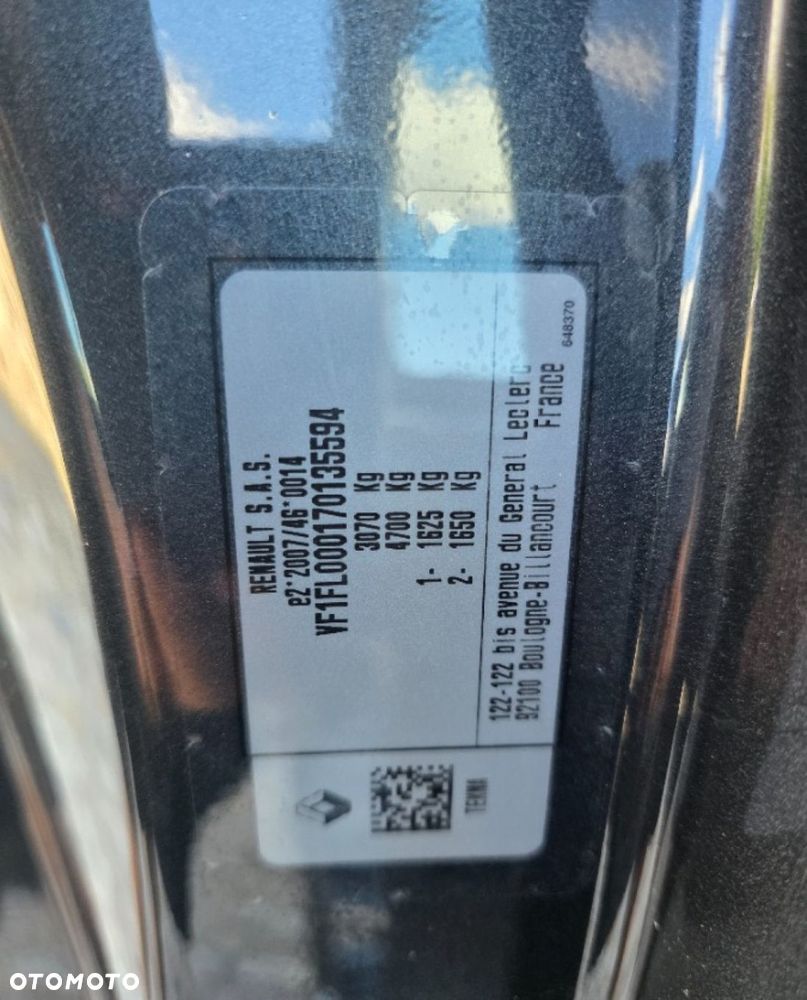 RENAULT S.A.S.
e2*2007/46*0014
VF1FL000170135594
3070 Kg
4700 Kg
1- 1625 Kg
2- 1650 Kg
122-122 bis avenue du General Leclerc
92100 Boulogne-Billancourt France
648370
TEKNA
OTOMOTO